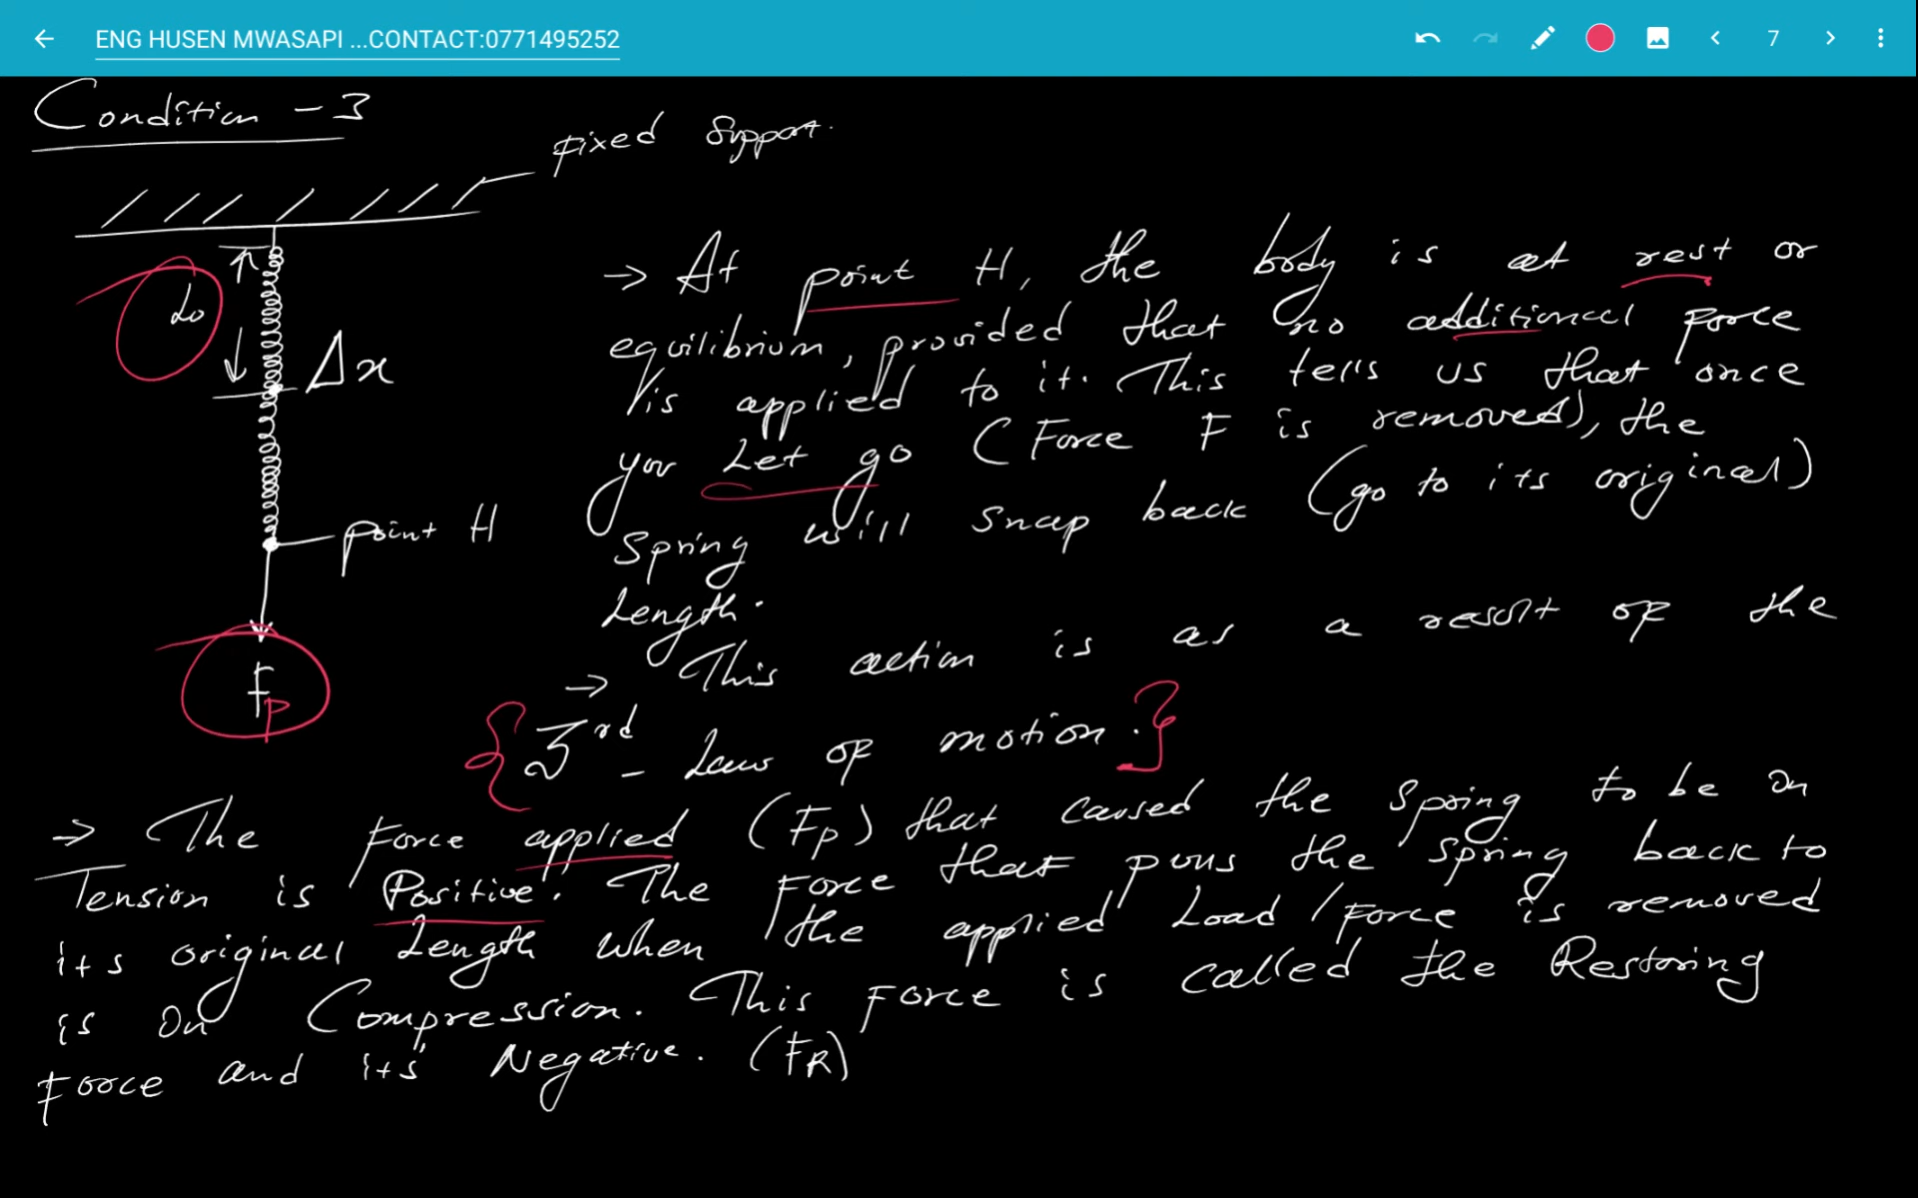 ENG HUSEN MWASAPI ...CONTACT:0771495252
7
Condition - 3
Fixed Support.
Lo
Δx
point H
Fp
→ At point H, the body is at rest or
equilibrium, provided that no additional force
is applied to it. This tells us that once
you Let go (Force F is removed), the
Spring will snap back (go to its original)
Length.
→ This action is as a result of the
{3rd - Law of motion.}
→ The Force applied (Fp) that caused the spring to be on
Tension is 'Positive'. The Force that 'pulls the spring back to
its original Length when the applied Load / Force is removed
is on Compression. This Force is called the Restoring
Force and its' Negative. (FR)